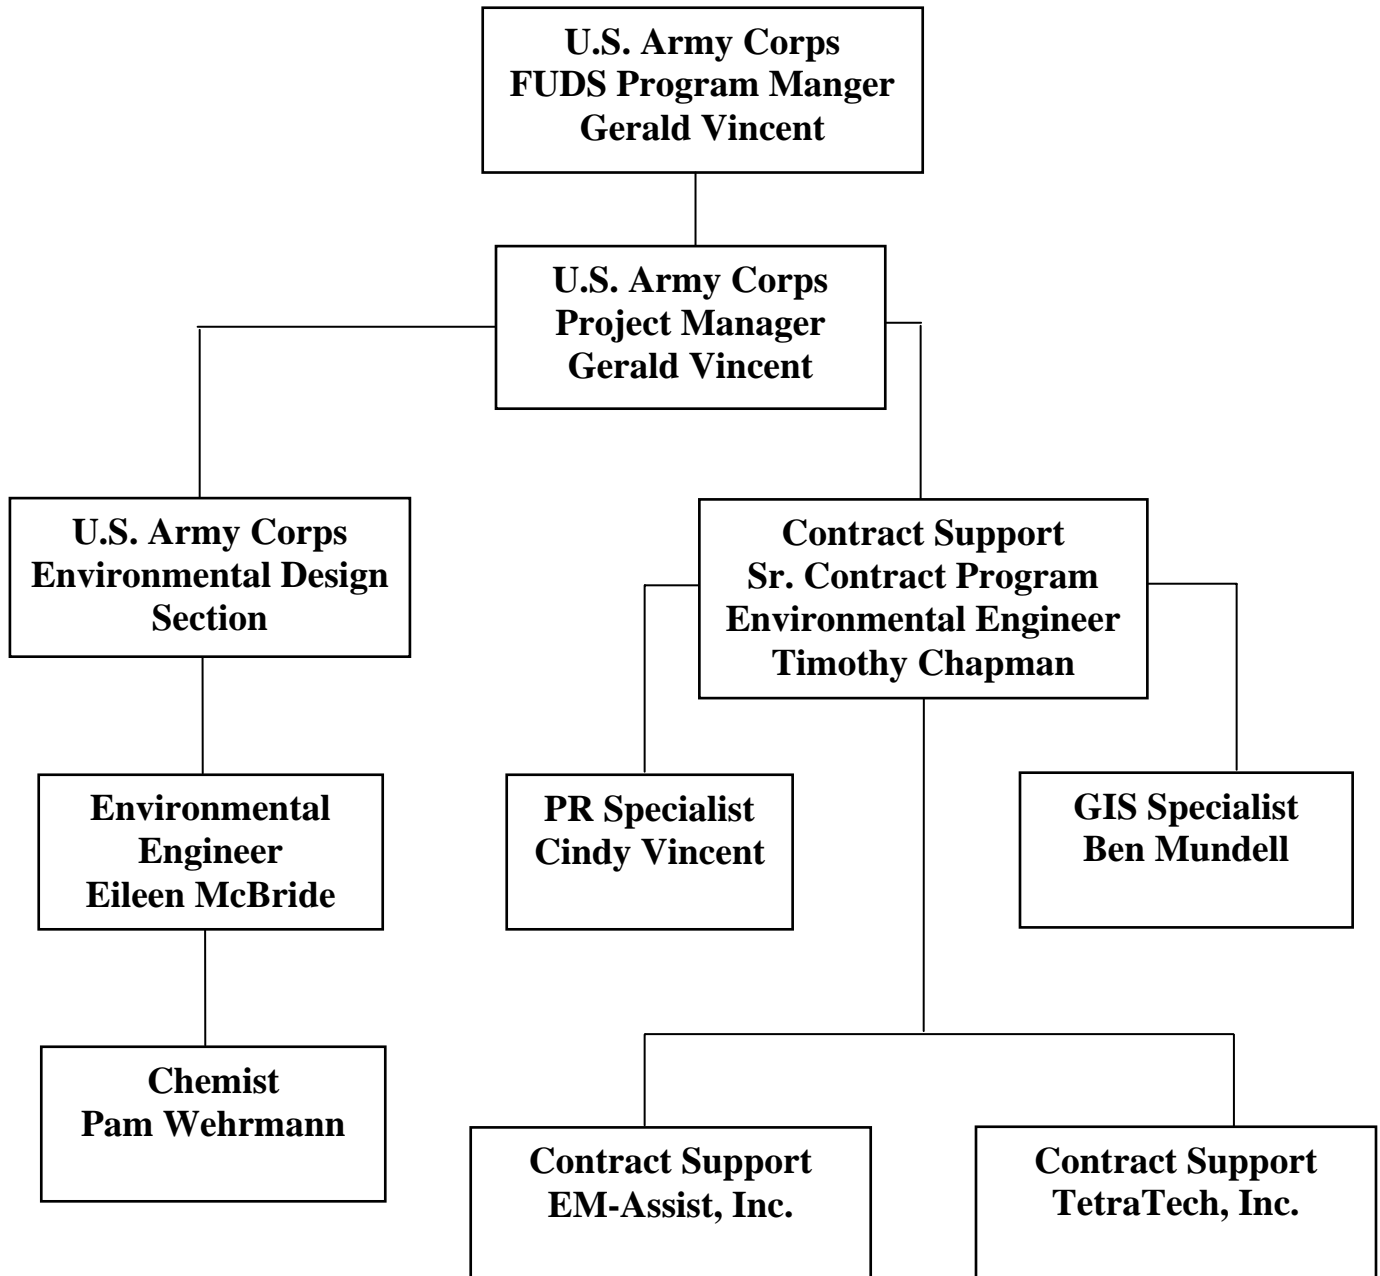 U.S. Army Corps
FUDS Program Manger
Gerald Vincent
U.S. Army Corps
Project Manager
Gerald Vincent
U.S. Army Corps
Environmental Design
Section
Contract Support
Sr. Contract Program
Environmental Engineer
Timothy Chapman
Environmental
Engineer
Eileen McBride
PR Specialist
Cindy Vincent
GIS Specialist
Ben Mundell
Chemist
Pam Wehrmann
Contract Support
EM-Assist, Inc.
Contract Support
TetraTech, Inc.